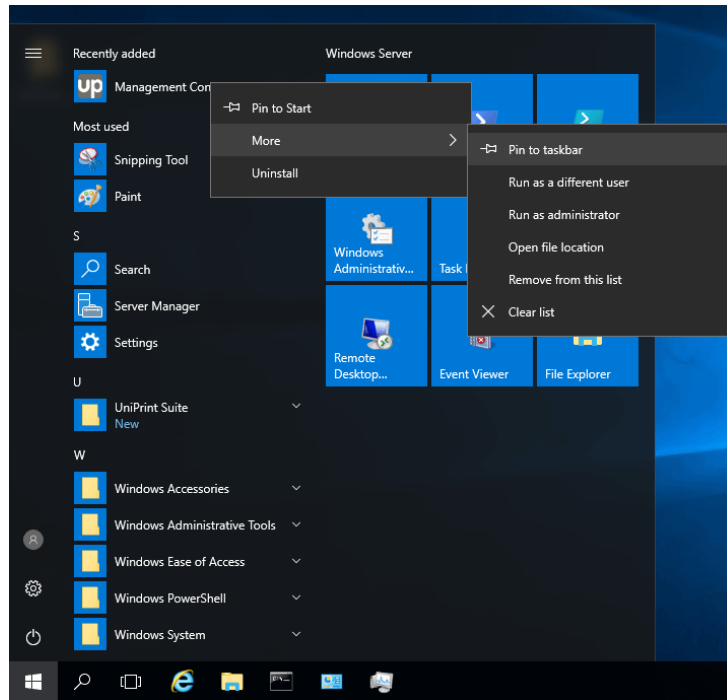 Recently added
up
Management Con
Most used
Snipping Tool
Paint
S
Search
Server Manager
Settings
U
UniPrint Suite
New
W
Windows Accessories
Windows Administrative Tools
Windows Ease of Access
Windows PowerShell
Windows System
Windows Server
Pin to Start
More
Uninstall
Pin to taskbar
Run as a different user
Run as administrator
Open file location
Remove from this list
Clear list
Windows
Administrativ...
Task
Remote
Desktop...
Event Viewer
File Explorer